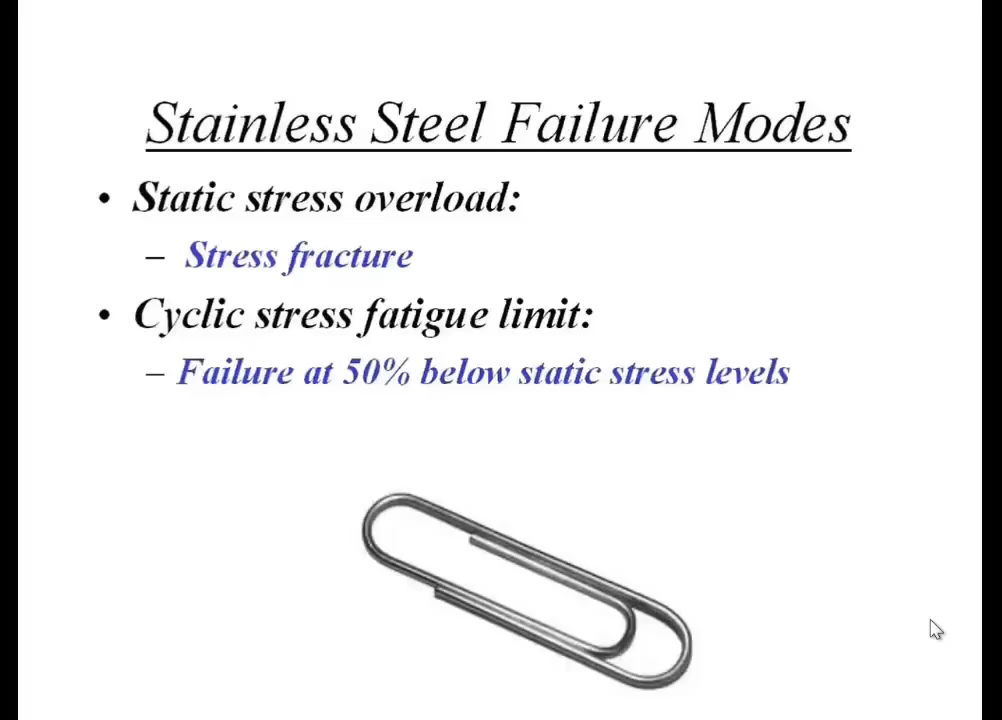 Stainless Steel Failure Modes
• Static stress overload:
– Stress fracture
• Cyclic stress fatigue limit:
– Failure at 50% below static stress levels